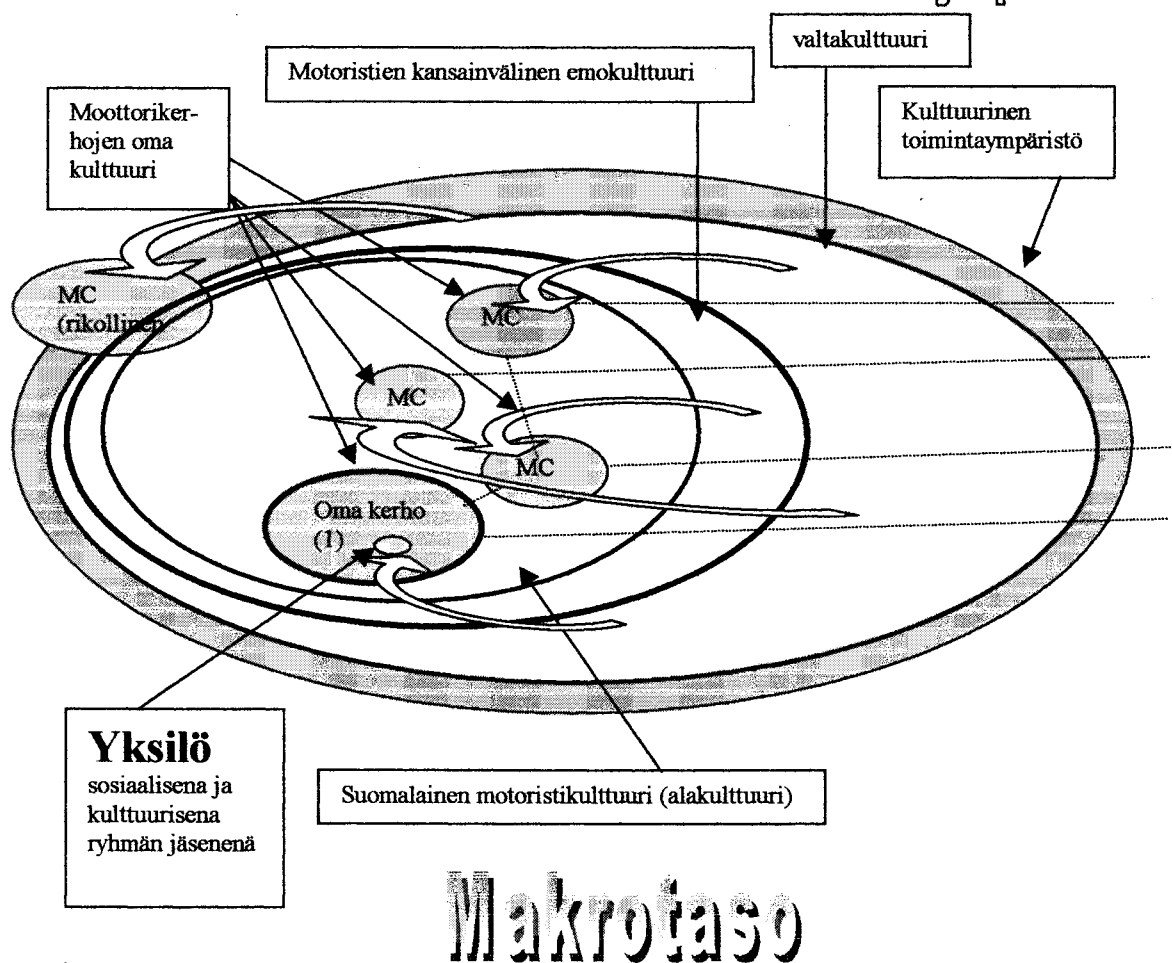 valtakulttuuri
Motoristien kansainvälinen emokulttuuri
Kulttuurinen
toimintaympäristö
Moottoriker-
hojen oma
kulttuuri
MC
(rikollinen
MC
MC
MC
Oma kerho
(1)
Yksilö
sosiaalisena ja
kulttuurisena
ryhmän jäsenenä
Suomalainen motoristikulttuuri (alakulttuuri)
Makrotaso